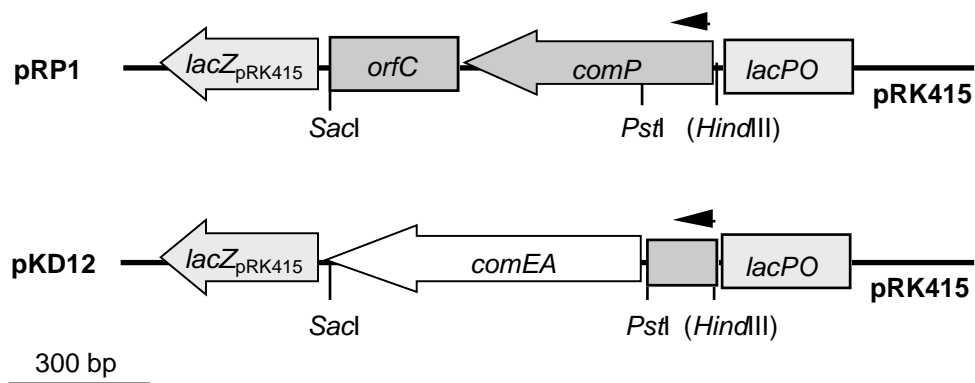 pRP1 lacZpRK415 orfC comP lacPO pRK415
SacI PstI (HindIII)
pKD12 lacZpRK415 comEA lacPO pRK415
SacI PstI (HindIII)
300 bp